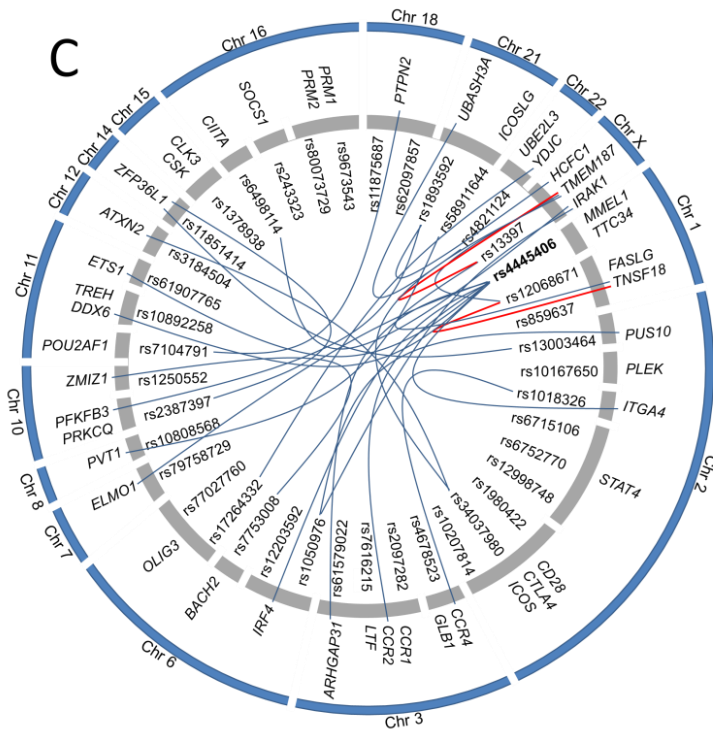 C
Chr 18
Chr 21
Chr 22
Chr X
Chr 1
Chr 2
Chr 3
Chr 6
Chr 7
Chr 8
Chr 10
Chr 11
Chr 12
Chr 14
Chr 15
Chr 16
PTPN2
UBASH3A
ICOSLG
UBE2L3
YDJC
HCFC1
TMEM187
IRAK1
MMEL1
TTC34
FASLG
TNSF18
PUS10
PLEK
ITGA4
STAT4
CD28
CTLA4
ICOS
CCR4
GLB1
CCR1
CCR2
LTF
ARHGAP31
IRF4
BACH2
OLIG3
ELMO1
PVT1
PFKFB3
PRKCQ
ZMIZ1
POU2AF1
TREH
DDX6
ETS1
ATXN2
ZFP36L1
CLK3
CSK
CIITA
SOCS1
PRM1
PRM2
rs62097857
rs1893592
rs58911644
rs4821124
rs13397
rs4445406
rs12068671
rs859637
rs13003464
rs10167650
rs1018326
rs6715106
rs6752770
rs12998748
rs1980422
rs34037980
rs10207814
rs4678523
rs2097282
rs7616215
rs61579022
rs1050976
rs12203592
rs7753008
rs17264332
rs77027760
rs79758729
rs10808568
rs2387397
rs1250552
rs7104791
rs10892258
rs61907765
rs3184504
rs11851414
rs1378938
rs6498114
rs243323
rs80073729
rs9673543